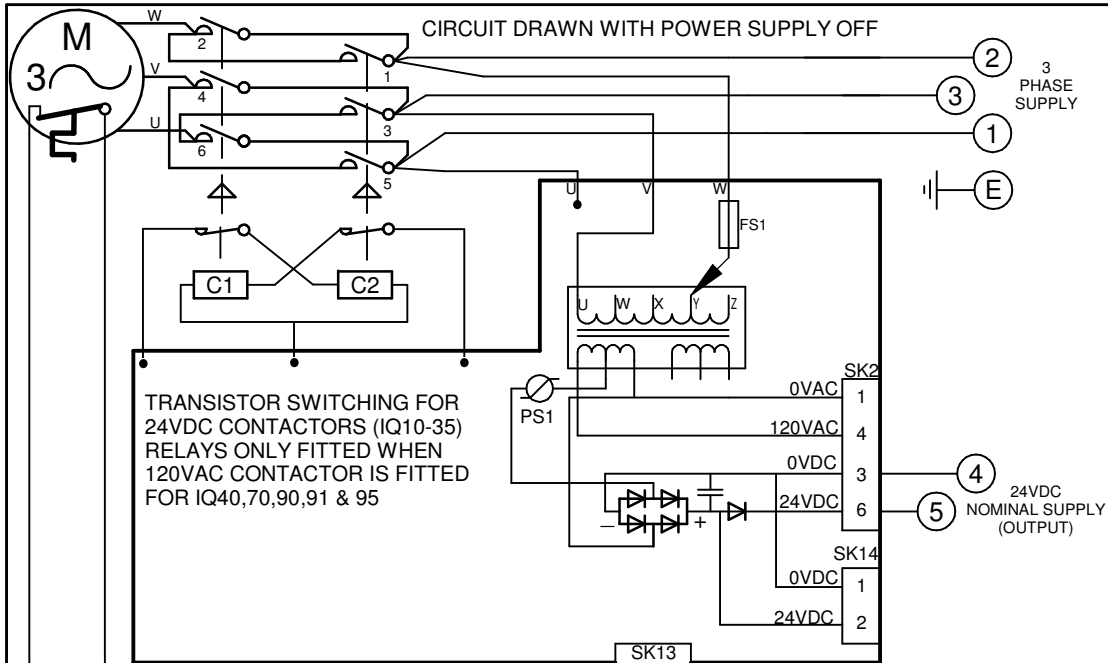 CIRCUIT DRAWN WITH POWER SUPPLY OFF
M
3
W
V
U
2
4
6
1
3
5
2
3
1
E
3
PHASE
SUPPLY
C1
C2
U
V
W
FS1
U W X Y Z
PS1
TRANSISTOR SWITCHING FOR
24VDC CONTACTORS (IQ10-35)
RELAYS ONLY FITTED WHEN
120VAC CONTACTOR IS FITTED
FOR IQ40,70,90,91 & 95
SK2
0VAC 1
120VAC 4
0VDC 3
24VDC 6
4
5
24VDC
NOMINAL SUPPLY
(OUTPUT)
— +
SK14
0VDC 1
24VDC 2
SK13